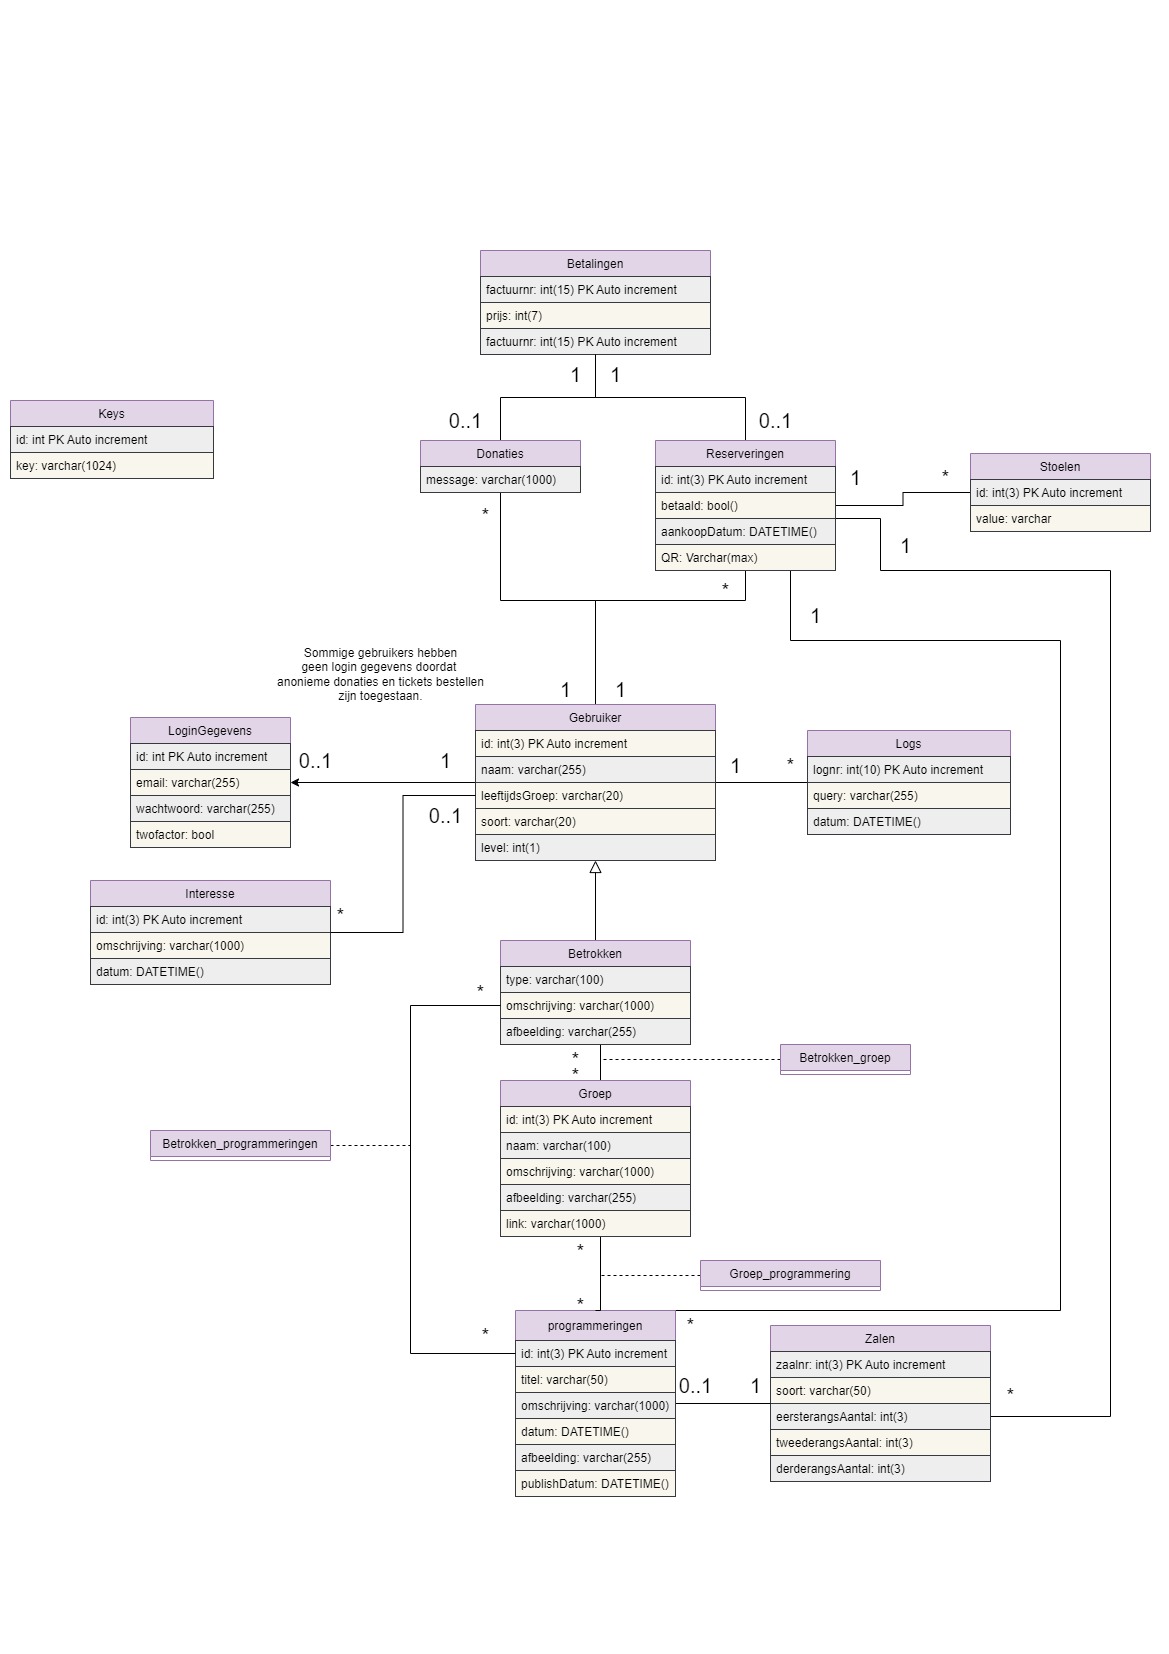 Betalingen
factuurnr: int(15) PK Auto increment
prijs: int(7)
factuurnr: int(15) PK Auto increment
1
1
0..1
0..1
Keys
id: int PK Auto increment
key: varchar(1024)
Donaties
message: varchar(1000)
*
Reserveringen
id: int(3) PK Auto increment
betaald: bool()
aankoopDatum: DATETIME()
QR: Varchar(max)
*
1
*
Stoelen
id: int(3) PK Auto increment
value: varchar
1
1
Sommige gebruikers hebben
geen login gegevens doordat
anonieme donaties en tickets bestellen
zijn toegestaan.
1
1
LoginGegevens
id: int PK Auto increment
email: varchar(255)
wachtwoord: varchar(255)
twofactor: bool
0..1
1
0..1
Gebruiker
id: int(3) PK Auto increment
naam: varchar(255)
leeftijdsGroep: varchar(20)
soort: varchar(20)
level: int(1)
1
*
Logs
lognr: int(10) PK Auto increment
query: varchar(255)
datum: DATETIME()
Interesse
id: int(3) PK Auto increment
omschrijving: varchar(1000)
datum: DATETIME()
*
Betrokken
type: varchar(100)
omschrijving: varchar(1000)
afbeelding: varchar(255)
*
*
*
Betrokken_groep
Groep
id: int(3) PK Auto increment
naam: varchar(100)
omschrijving: varchar(1000)
afbeelding: varchar(255)
link: varchar(1000)
Betrokken_programmeringen
*
Groep_programmering
*
*
*
programmeringen
id: int(3) PK Auto increment
titel: varchar(50)
omschrijving: varchar(1000)
datum: DATETIME()
afbeelding: varchar(255)
publishDatum: DATETIME()
0..1
1
Zalen
zaalnr: int(3) PK Auto increment
soort: varchar(50)
eersterangsAantal: int(3)
tweederangsAantal: int(3)
derderangsAantal: int(3)
*